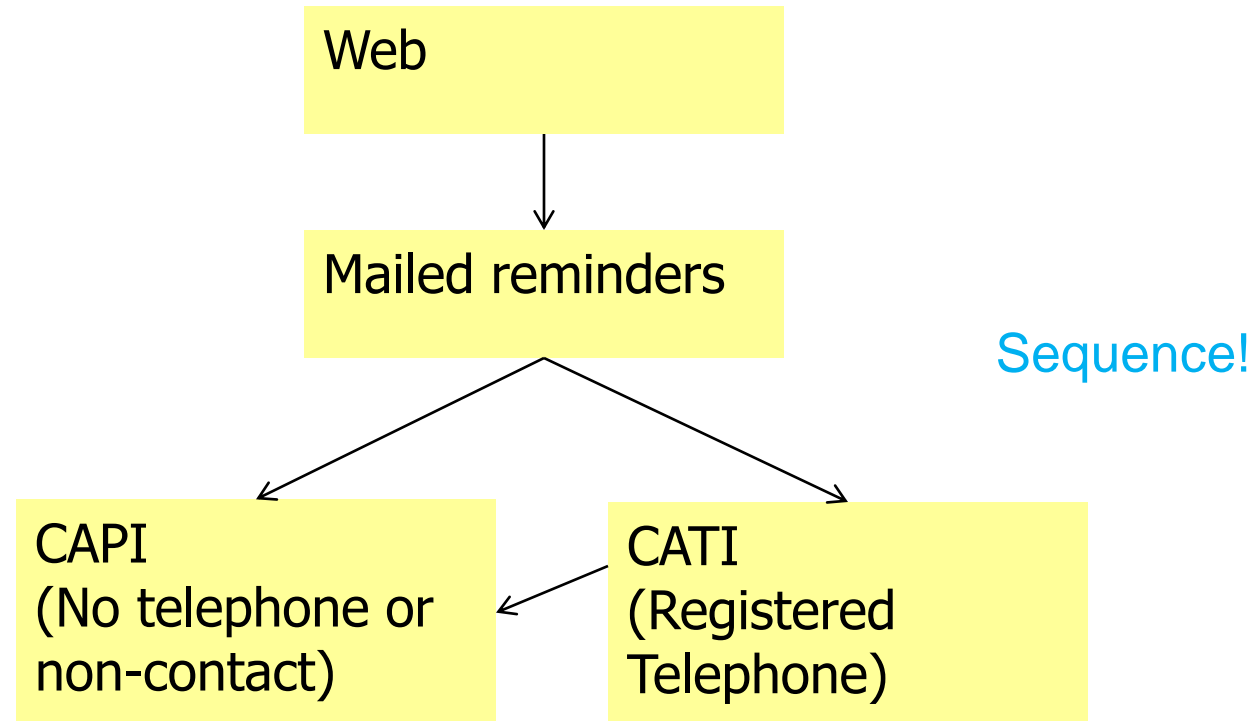 Web
Mailed reminders
Sequence!
CAPI
(No telephone or
non-contact)
CATI
(Registered
Telephone)